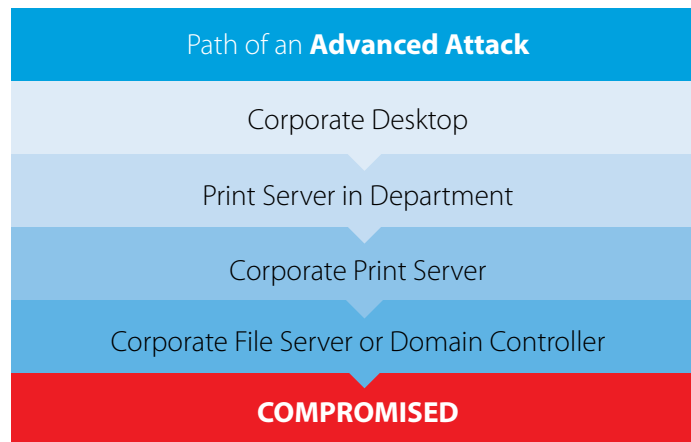 Path of an Advanced Attack
Corporate Desktop
Print Server in Department
Corporate Print Server
Corporate File Server or Domain Controller
COMPROMISED